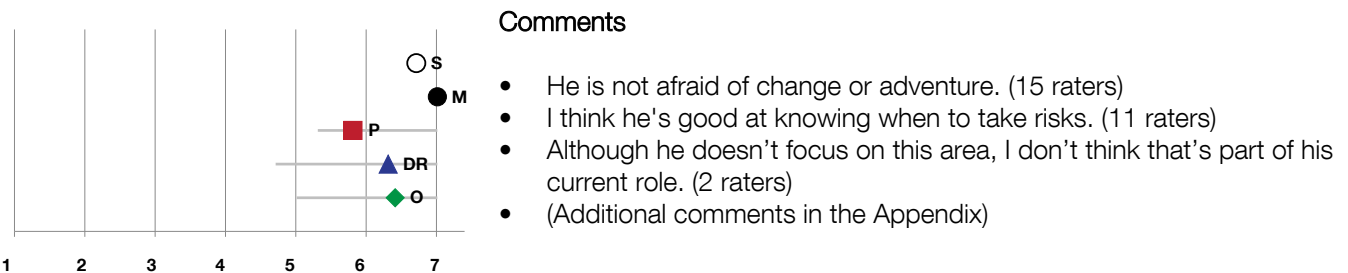 Comments
S
M
P
DR
O
1 2 3 4 5 6 7
• He is not afraid of change or adventure. (15 raters)
• I think he's good at knowing when to take risks. (11 raters)
• Although he doesn’t focus on this area, I don’t think that’s part of his
current role. (2 raters)
• (Additional comments in the Appendix)